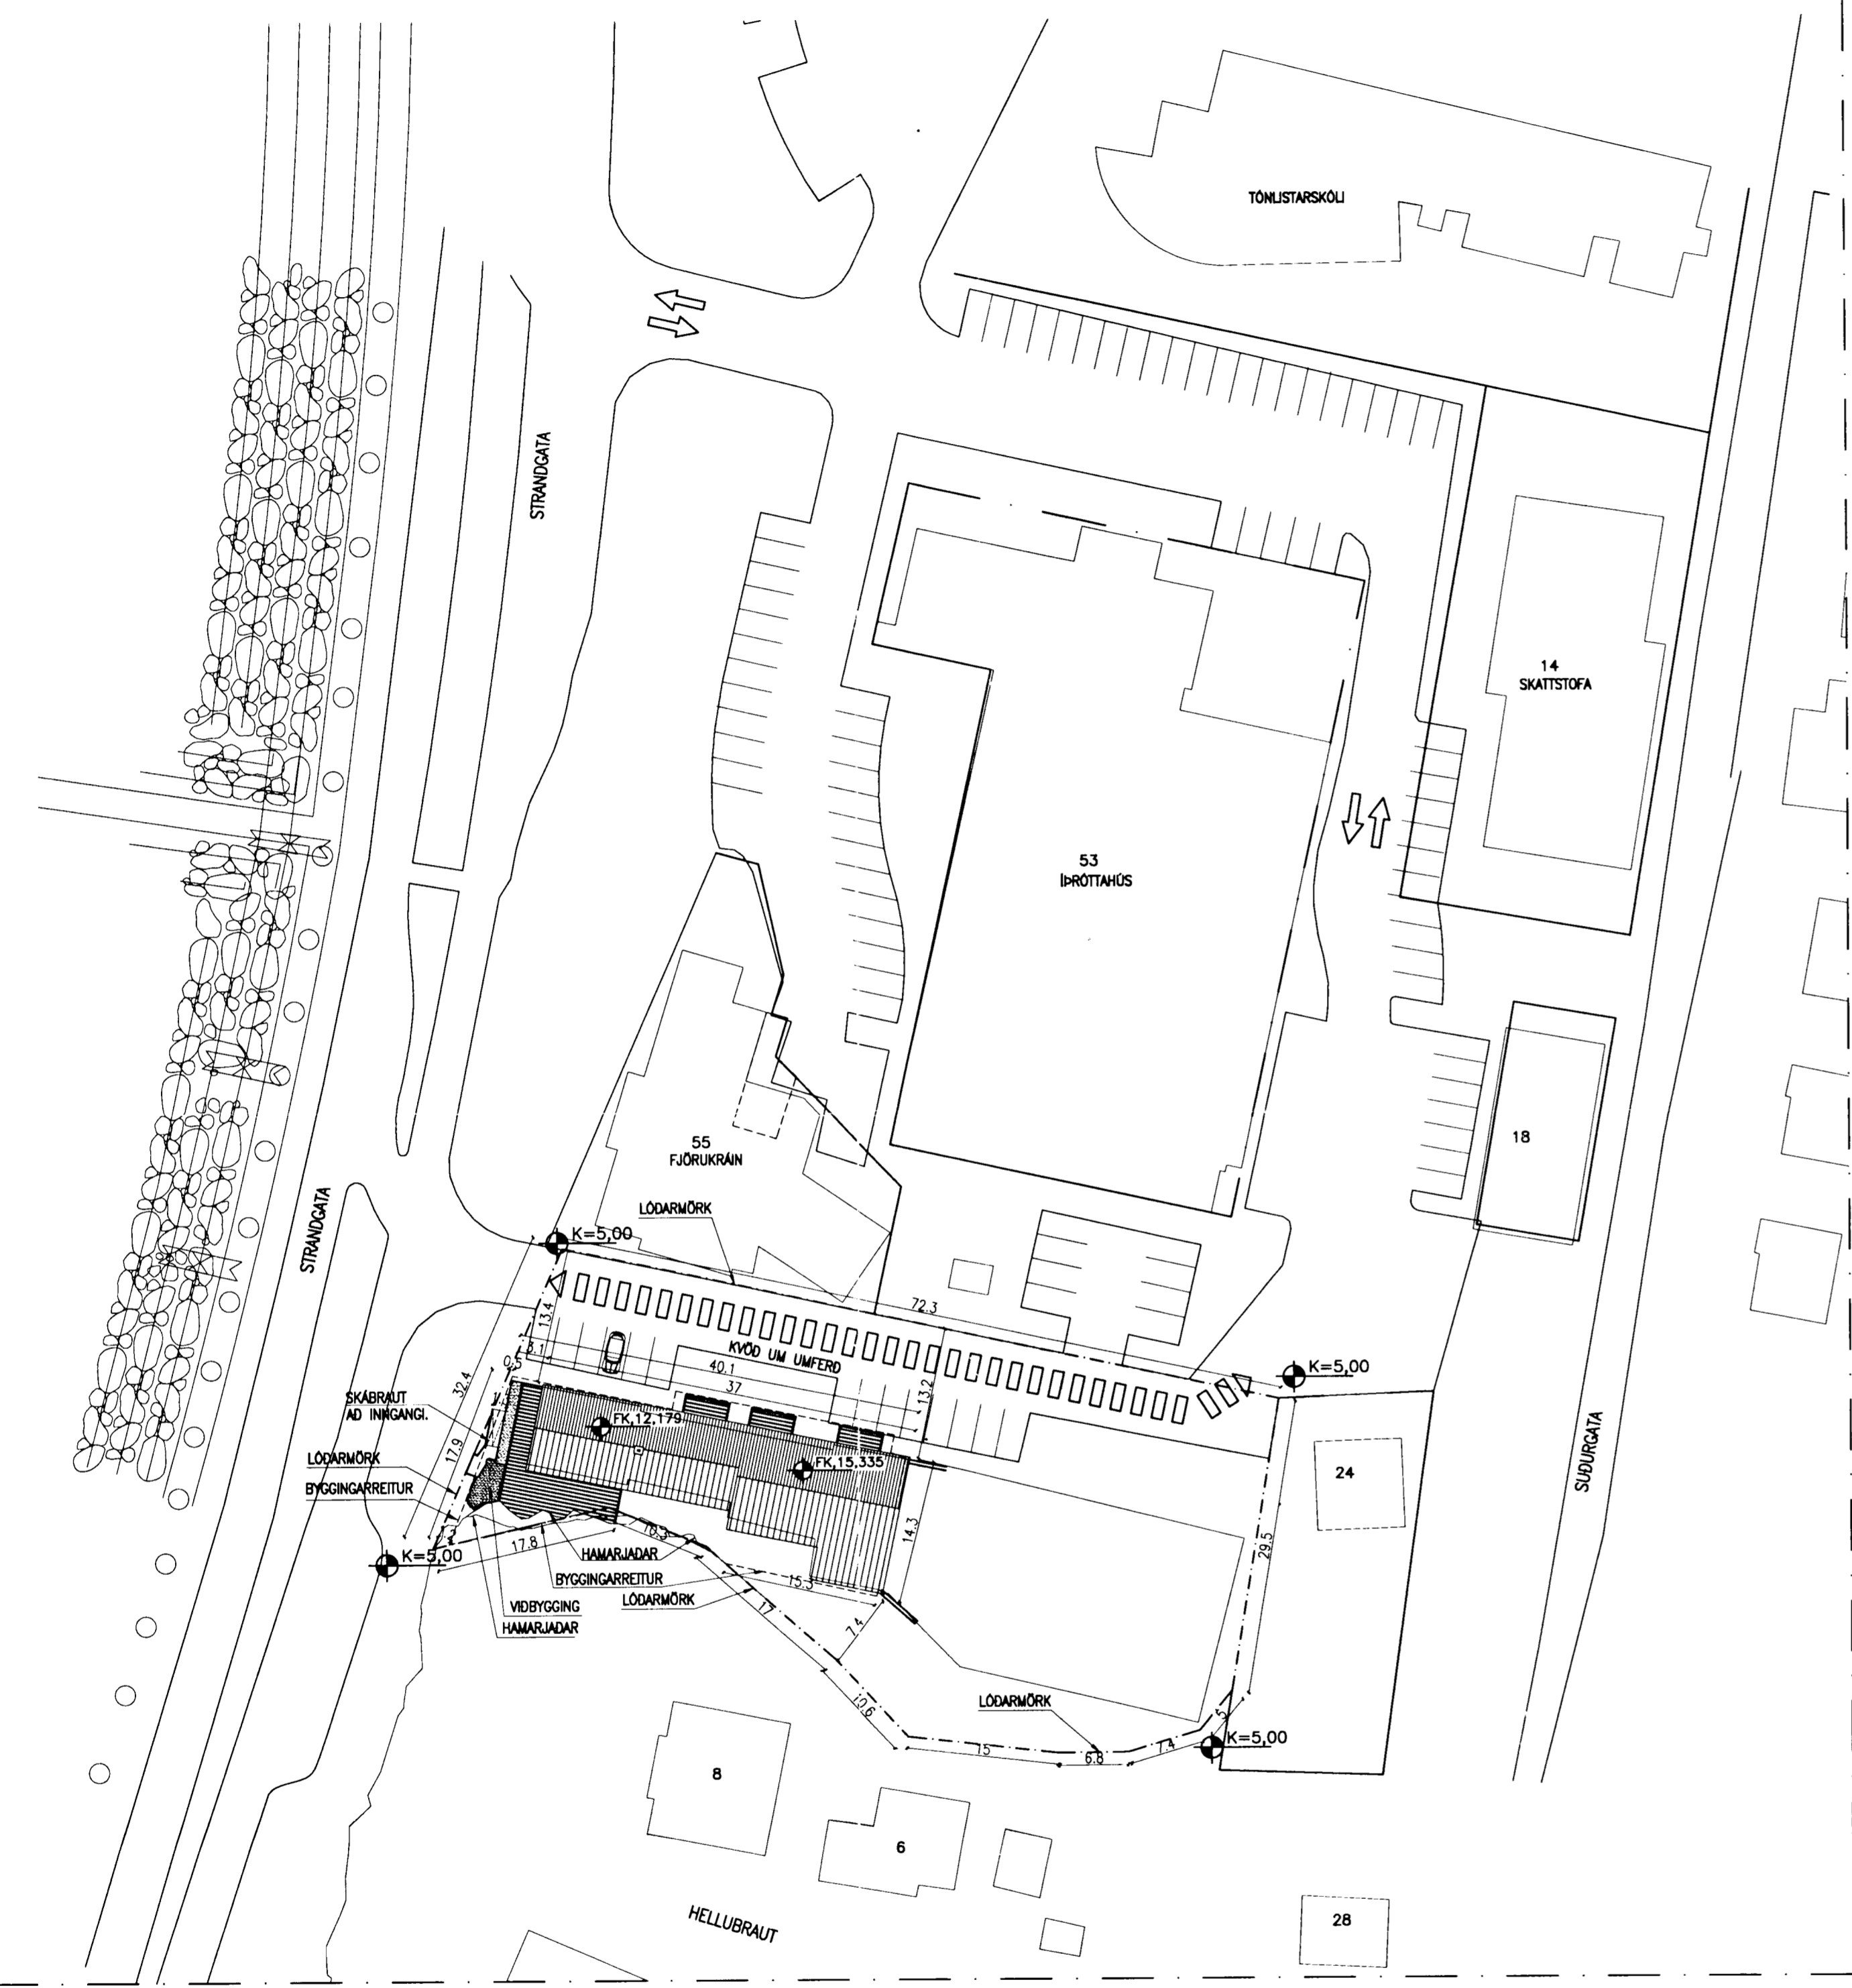 TÓNLISTARSKÓLI
STRANDGATA
14
SKATTSTOFA
53
ÍÞRÓTTAHÚS
18
55
FJÖRUKRÁIN
LÓÐARMÖRK
STRANDGATA
K=5,00
72.3
13.4
KVÖÐ UM UMFERÐ
3.1
0.5
40.1
37
13.2
K=5,00
32.4
SKÁBRAUT
AÐ INNGANGI.
FK,12,179
17.9
LÓÐARMÖRK
FK,15,335
24
SUÐURGATA
BYGGINGARREITUR
17.8
10.3
14.3
29.5
K=5,00
HAMARJAÐAR
BYGGINGARREITUR
15.3
LÓÐARMÖRK
17
VIÐBYGGING
HAMARJAÐAR
7.4
10.6
LÓÐARMÖRK
5
K=5,00
15
6.8
7.4
8
6
HELLUBRAUT
28